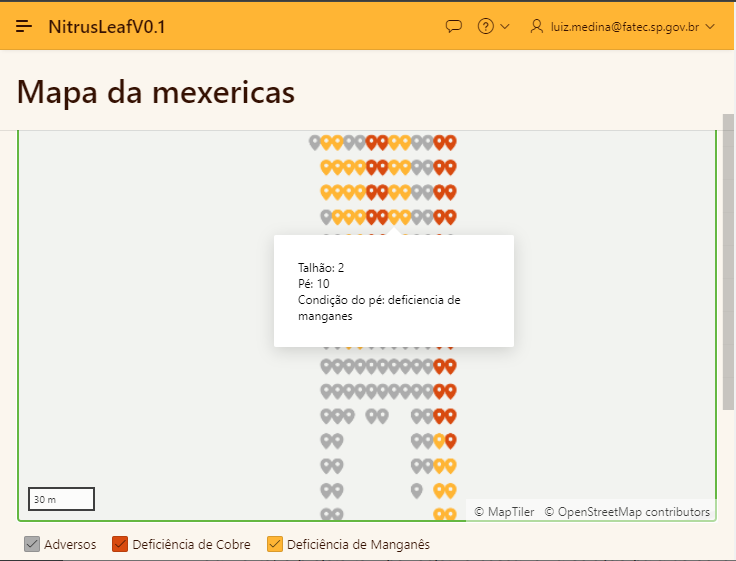 NitrusLeafV0.1
luiz.medina@fatec.sp.gov.br
Mapa da mexericas
Talhão: 2
Pé: 10
Condição do pé: deficiencia de
manganes
30 m
© MapTiler © OpenStreetMap contributors
Adversos Deficiência de Cobre Deficiência de Manganês